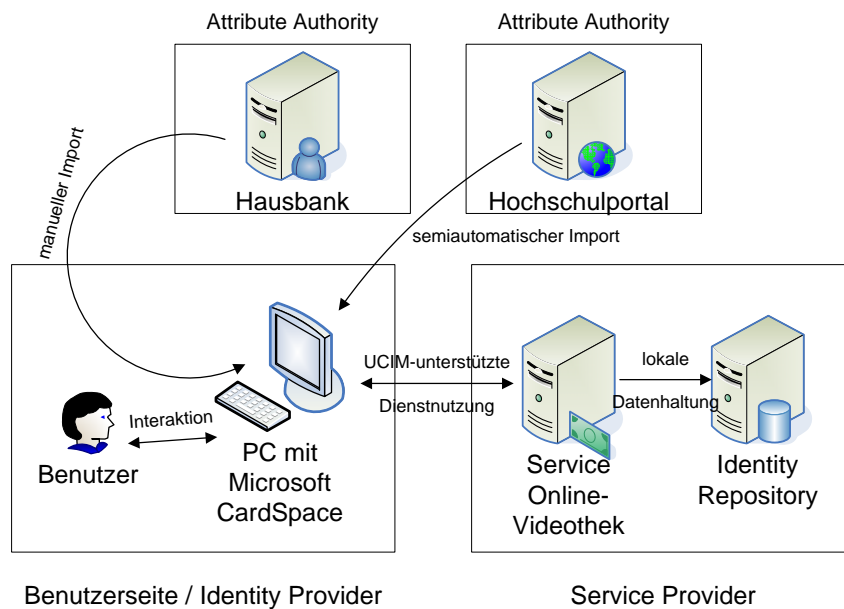 Attribute Authority
Attribute Authority
Hausbank
Hochschulportal
manueller Import
semiautomatischer Import
UCIM-unterstützte
Dienstnutzung
lokale
Datenhaltung
Interaktion
Benutzer
PC mit
Microsoft
CardSpace
Service
Online-
Videothek
Identity
Repository
Benutzerseite / Identity Provider
Service Provider